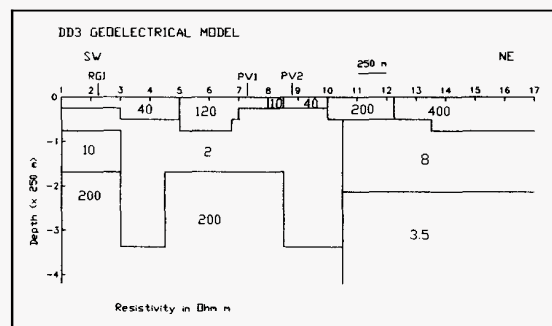 DD3 GEOELECTRICAL MODEL
SW NE
250 m
RG1 PV1 PV2
1 2 3 4 5 6 7 8 9 10 11 12 13 14 15 16 17
0
40 120 10 40 200 400
-1
10 2 8
-2
200 200
-3
3.5
-4
Depth (x 250 m)
Resistivity in Ohm m